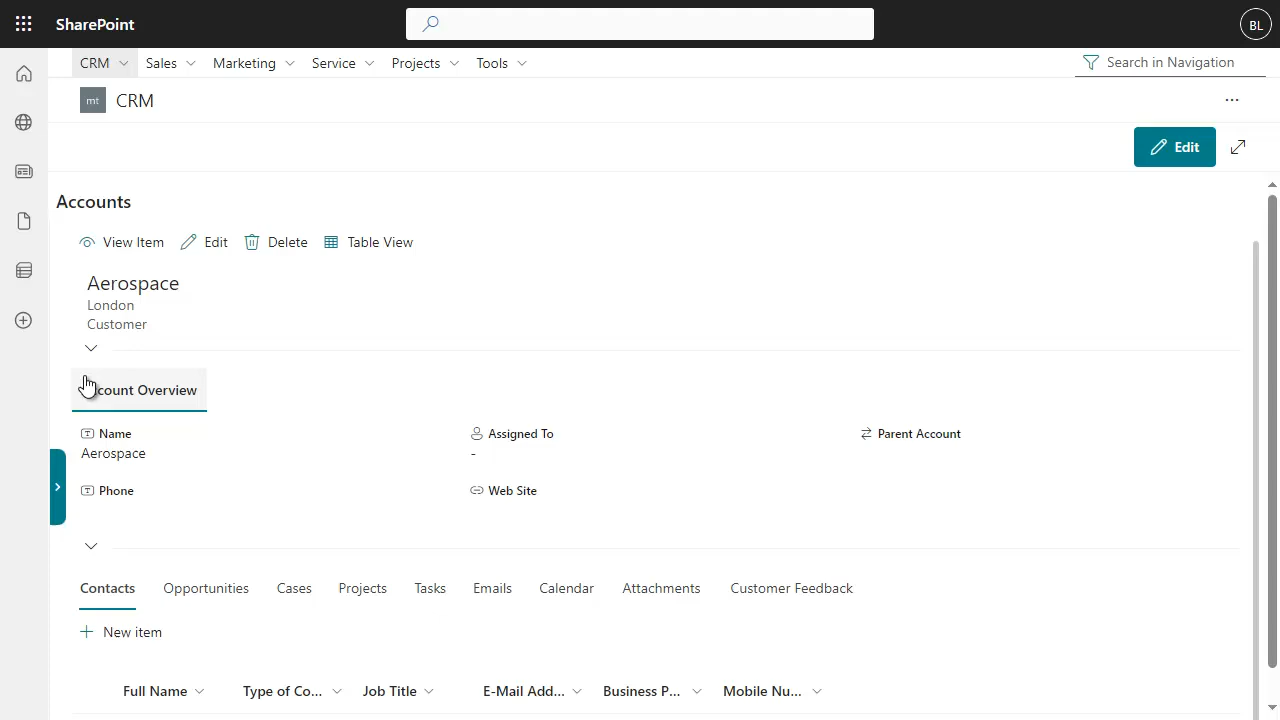 SharePoint
BL
CRM Sales Marketing Service Projects Tools Search in Navigation
mt CRM
Edit
Accounts
View Item Edit Delete Table View
Aerospace
London
Customer
count Overview
Name Assigned To Parent Account
Aerospace -
Phone Web Site
Contacts Opportunities Cases Projects Tasks Emails Calendar Attachments Customer Feedback
New item
Full Name Type of Co... Job Title E-Mail Add... Business P... Mobile Nu...